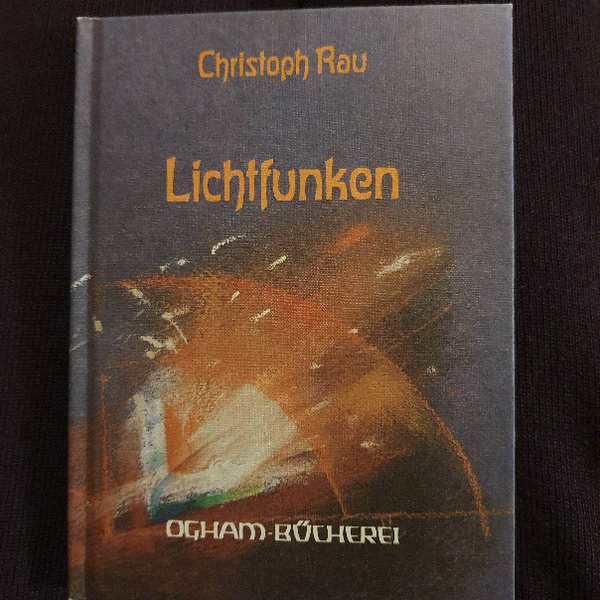 Christoph Rau
Lichtfunken
OGHAM-BÜCHEREI